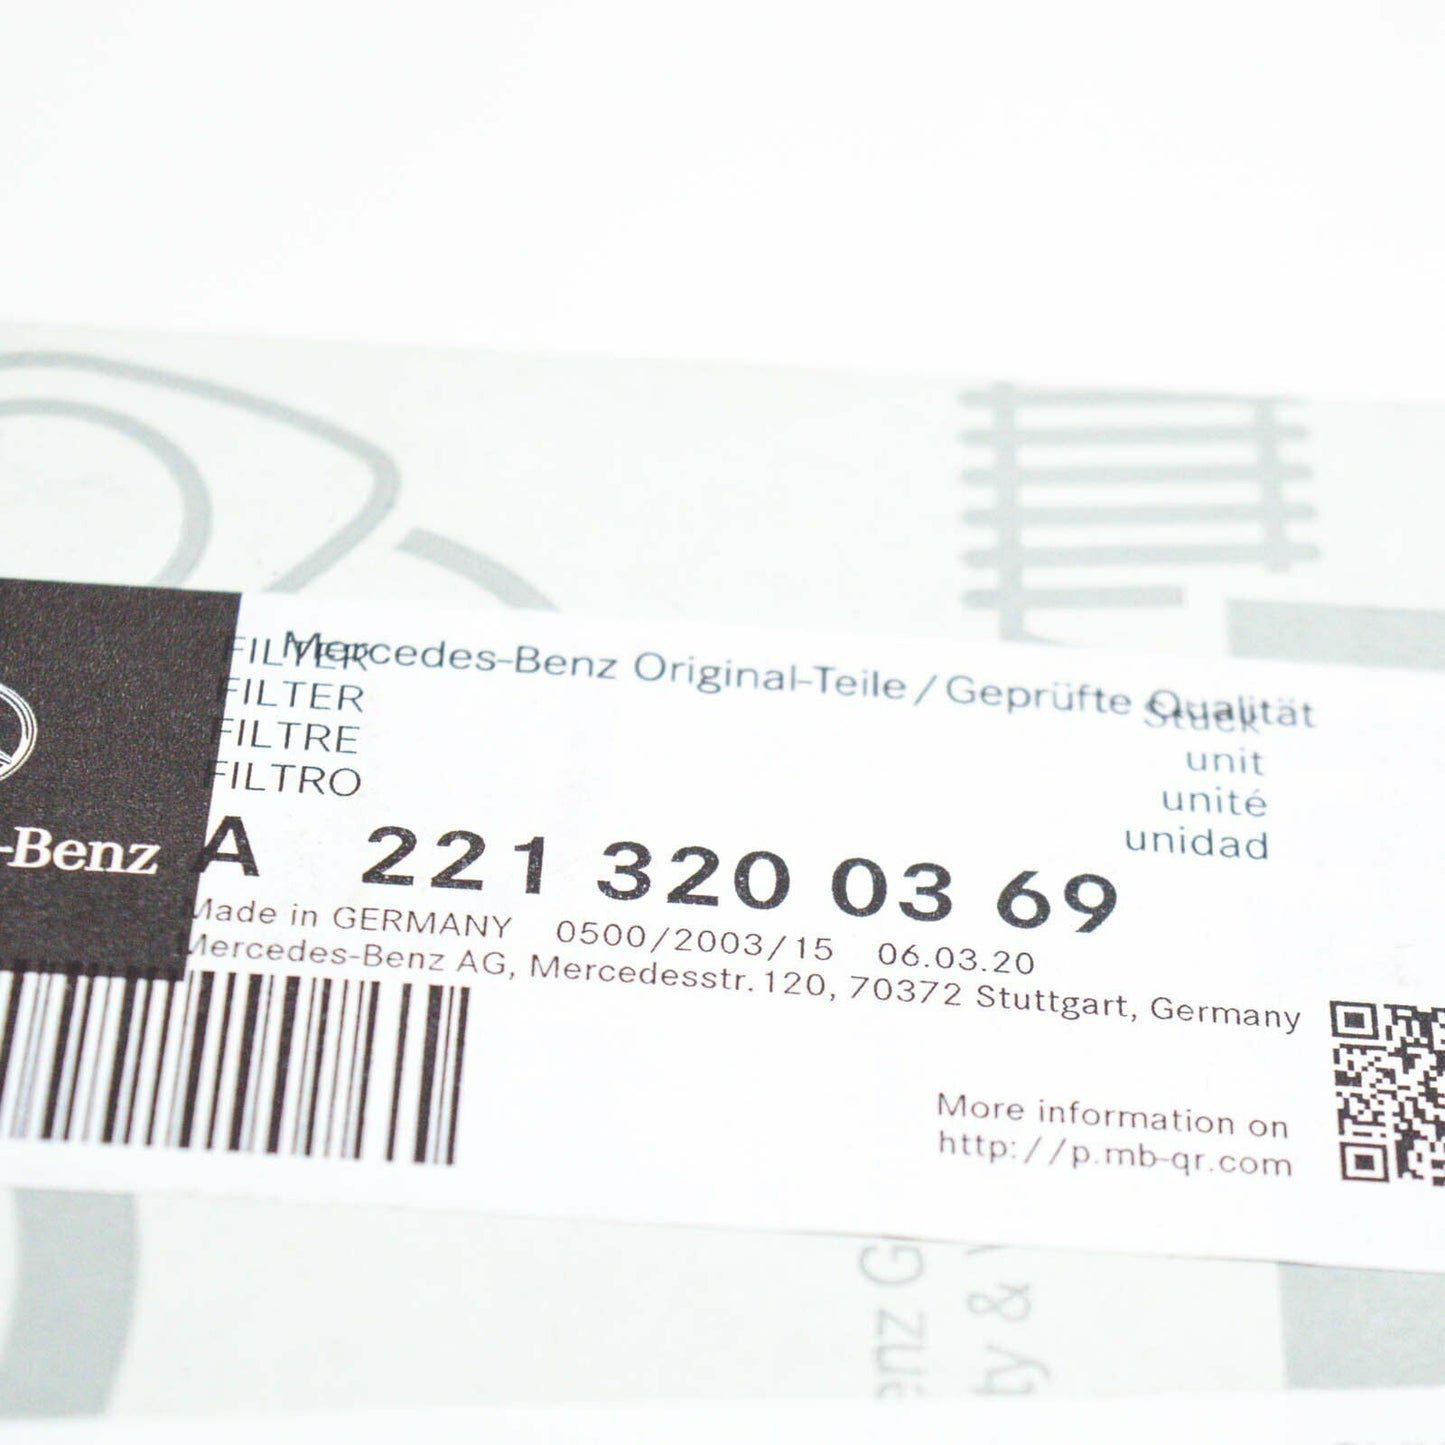 Mercedes-Benz Original-Teile / Geprüfte Qualität
FILTER
FILTER
FILTRE
FILTRO
Stück
unit
unité
unidad
-Benz
A 221 320 03 69
Made in GERMANY 0500/2003/15 06.03.20
Mercedes-Benz AG, Mercedesstr. 120, 70372 Stuttgart, Germany
More information on
http://p.mb-qr.com
enz G
ty &